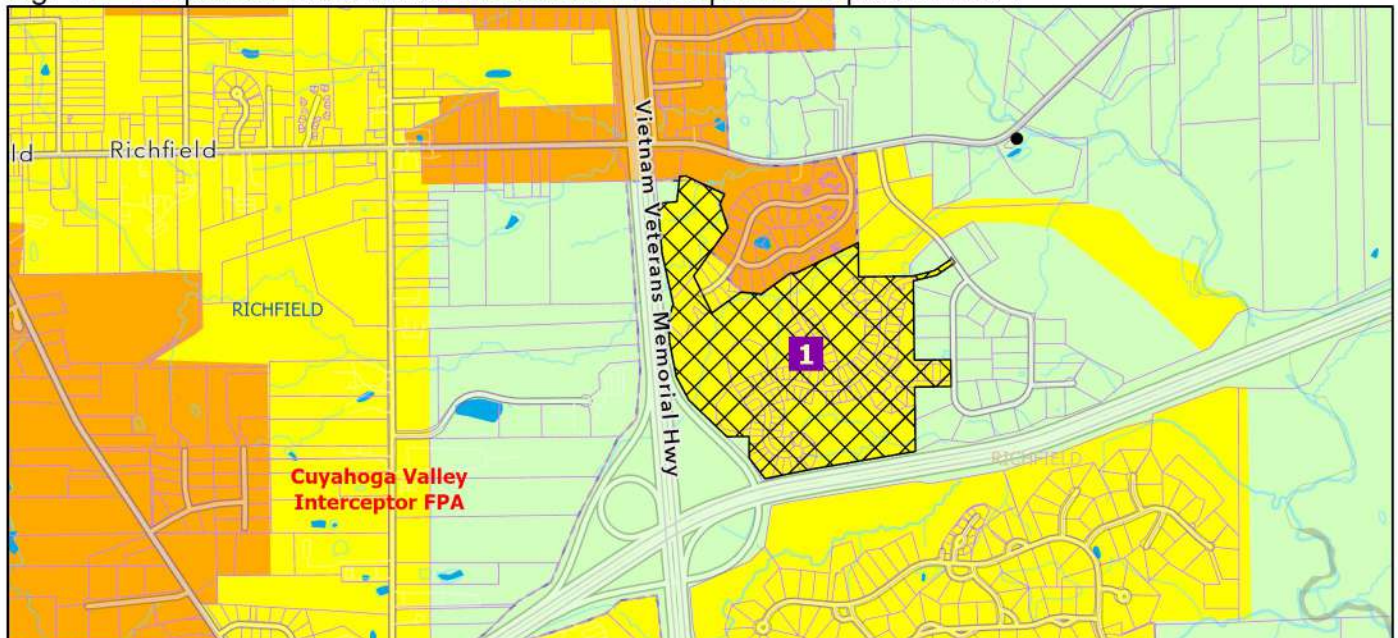 ld
Richfield
Vietnam Veterans Memorial Hwy
RICHFIELD
1
RICHFIELD
Cuyahoga Valley
Interceptor FPA